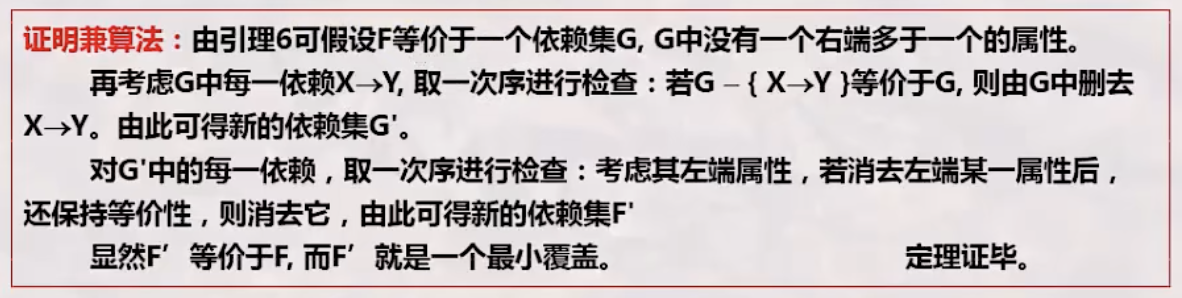 证明兼算法：由引理6可假设F等价于一个依赖集G, G中没有一个右端多于一个的属性。
再考虑G中每一依赖X→Y, 取一次序进行检查：若G – { X→Y }等价于G, 则由G中删去
X→Y。由此可得新的依赖集G'。
对G'中的每一依赖，取一次序进行检查：考虑其左端属性，若消去左端某一属性后，
还保持等价性，则消去它，由此可得新的依赖集F'
显然F′ 等价于F, 而F′ 就是一个最小覆盖。 定理证毕。